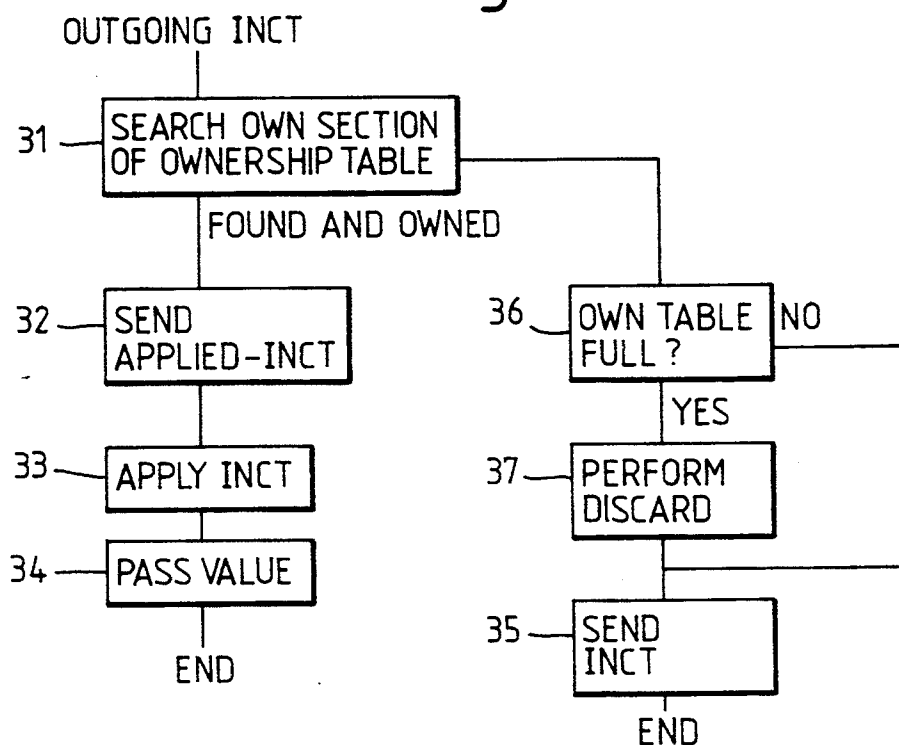 OUTGOING INCT
31
SEARCH OWN SECTION
OF OWNERSHIP TABLE
FOUND AND OWNED
32
SEND
APPLIED-INCT
33
APPLY INCT
34
PASS VALUE
END
36
OWN TABLE
FULL ?
NO
YES
37
PERFORM
DISCARD
35
SEND
INCT
END